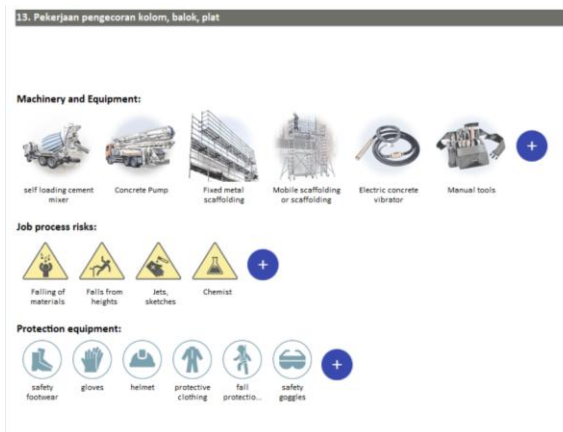 13. Pekerjaan pengecoran kolom, balok, plat
Machinery and Equipment:
self loading cement
mixer
Concrete Pump
Fixed metal
scaffolding
Mobile scaffolding
or scaffolding
Electric concrete
vibrator
Manual tools
Job process risks:
Falling of
materials
Falls from
heights
Jets,
sketches
Chemist
Protection equipment:
safety
footwear
gloves
helmet
protective
clothing
fall
protectio...
safety
goggles